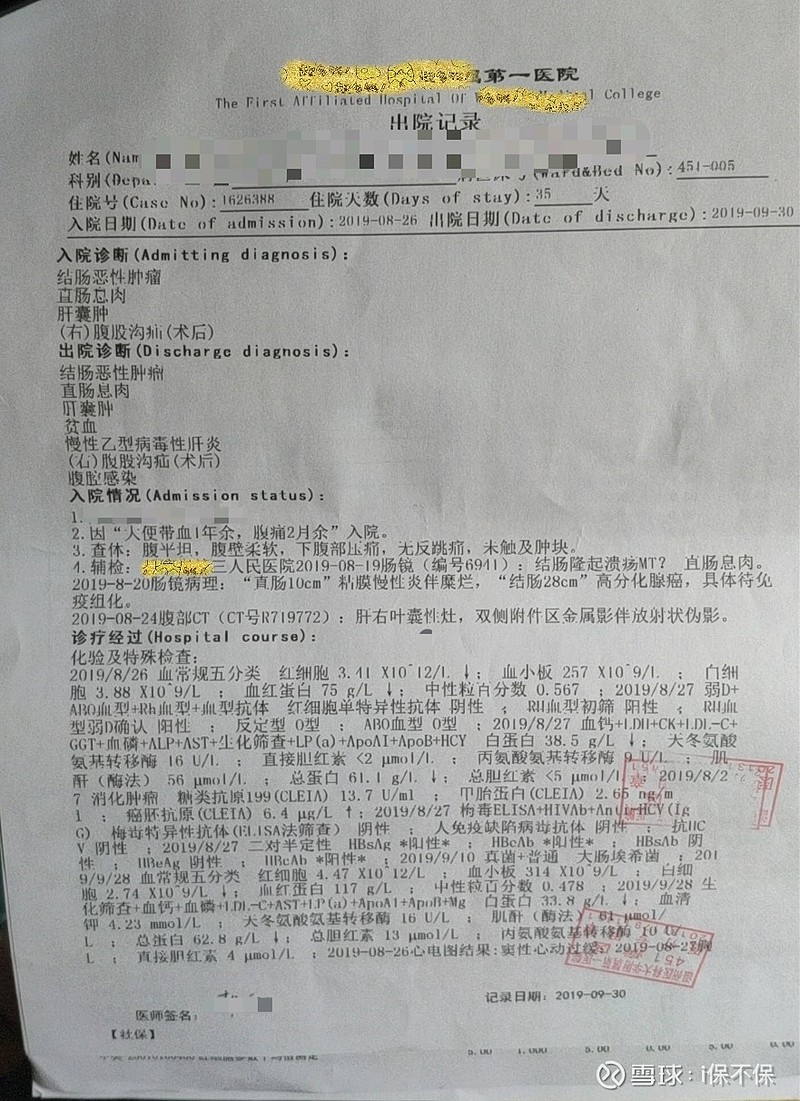 第一医院
The First Affiliated Hospital Of College
出院记录
姓名(Nam
科别(Depa Ward&Bed No):451-005
住院号(Case No):1626388 住院天数(Days of stay):35 天
入院日期(Date of admission):2019-08-26 出院日期(Date of discharge):2019-09-30
入院诊断(Admitting diagnosis):
结肠恶性肿瘤
直肠息肉
肝囊肿
(右)腹股沟疝(术后)
出院诊断(Discharge diagnosis):
结肠恶性肿瘤
直肠息肉
肝囊肿
贫血
慢性乙型病毒性肝炎
(右)腹股沟疝(术后)
腹腔感染
入院情况(Admission status):
1.
2.因“大便带血1年余，腹痛2月余”入院。
3.查体：腹平坦，腹壁柔软，下腹部压痛，无反跳痛，未触及肿块。
4.辅检：三人民医院2019-08-19肠镜（编号6941）：结肠隆起溃疡MT？ 直肠息肉。
2019-8-20肠镜病理：“直肠10cm”粘膜慢性炎伴糜烂，“结肠28cm”高分化腺癌，具体待免
疫组化。
2019-08-24腹部CT（CT号R719772）：肝右叶囊性灶，双侧附件区金属影伴放射状伪影。
诊疗经过(Hospital course):
化验及特殊检查：
2019/8/26 血常规五分类 红细胞 3.41 X10^12/L ↓； 血小板 257 X10^9/L ； 白细
胞 3.88 X10^9/L ； 血红蛋白 75 g/L ↓； 中性粒百分数 0.567 ；2019/8/27 弱D+
ABO血型+Rh血型+血型抗体 红细胞单特异性抗体 阴性 ； RH血型初筛 阳性 ； RH血
型弱D确认 阳性 ； 反定型 O型 ； ABO血型 O型 ；2019/8/27 血钙+LDH+CK+LDL-C+
GGT+血磷+ALP+AST+生化筛查+LP(a)+ApoAI+ApoB+HCY 白蛋白 38.5 g/L ↓； 天冬氨酸
氨基转移酶 16 U/L ； 直接胆红素 <2 μmol/L ； 丙氨酸氨基转移酶 9 U/L ； 肌
酐（酶法） 56 μmol/L ； 总蛋白 61.1 g/L ↓； 总胆红素 <5 μmol/L ；2019/8/2
7 消化肿瘤 糖类抗原199(CLEIA) 13.7 U/ml ； 甲胎蛋白(CLEIA) 2.65 ng/m
l ； 癌胚抗原(CLEIA) 6.4 μg/L ↑；2019/8/27 梅毒ELISA+HIVAb+Anti-HCV(Ig
G) 梅毒特异性抗体(ELISA法筛查) 阴性 ； 人免疫缺陷病毒抗体 阴性 ； 抗HC
V 阴性 ；2019/8/27 二对半定性 HBsAg *阳性* ； HBcAb *阳性* ； HBsAb 阴
性 ； HBeAg 阴性 ； HBcAb *阳性* ；2019/9/10 真菌+普通 大肠埃希菌 ；201
9/9/28 血常规五分类 红细胞 4.47 X10^12/L ； 血小板 314 X10^9/L ； 白细
胞 2.74 X10^9/L ↓； 血红蛋白 117 g/L ； 中性粒百分数 0.478 ；2019/9/28 生
化筛查+血钙+血磷+LDL-C+AST+LP(a)+ApoAI+ApoB+Mg 白蛋白 33.8 g/L ↓； 血清
钾 4.23 mmol/L ； 天冬氨酸氨基转移酶 16 U/L ； 肌酐（酶法） 61 μmol/
L ； 总蛋白 62.8 g/L ↓； 总胆红素 13 μmol/L ； 丙氨酸氨基转移酶 10 U/
L ； 直接胆红素 4 μmol/L ；2019-08-26心电图结果:窦性心动过缓；2019-08-27胸
457
温州医科大学附属第一医院
记录日期：2019-09-30
医师签名：
【社保】
5.00 1.000 5.00 0.00 5.00 0.00
雪球：i保不保